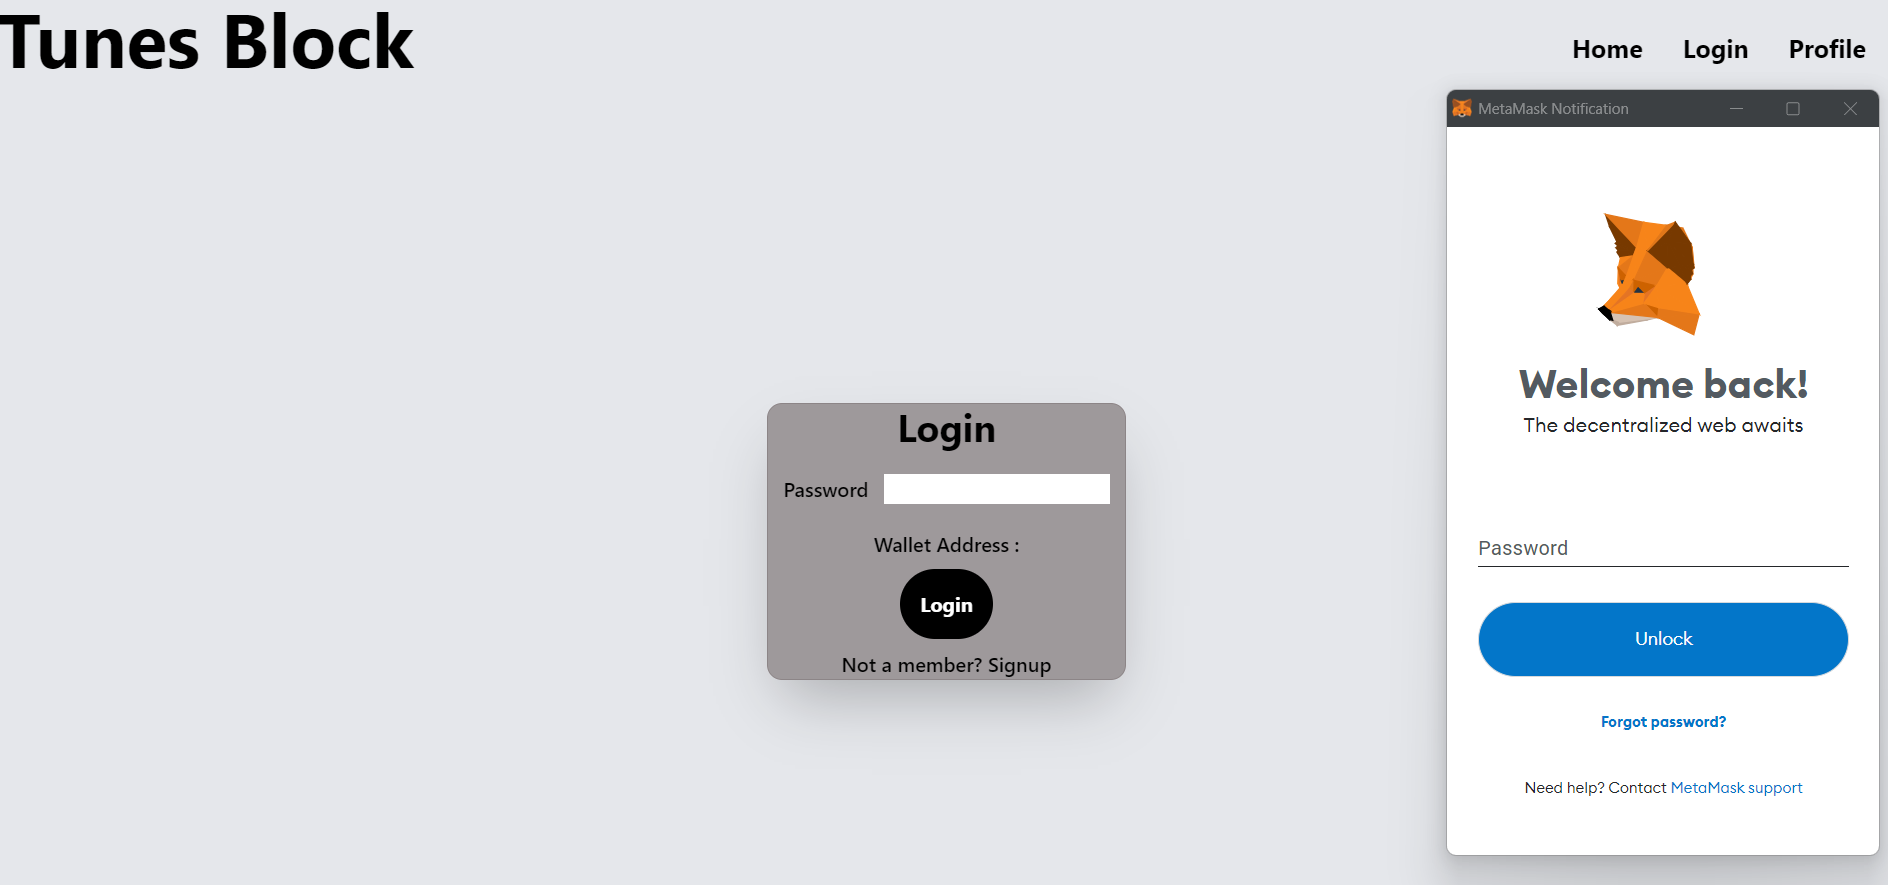 Tunes Block
Home Login Profile
MetaMask Notification
Welcome back!
The decentralized web awaits
Password
Unlock
Forgot password?
Need help? Contact MetaMask support
Login
Password
Wallet Address :
Login
Not a member? Signup